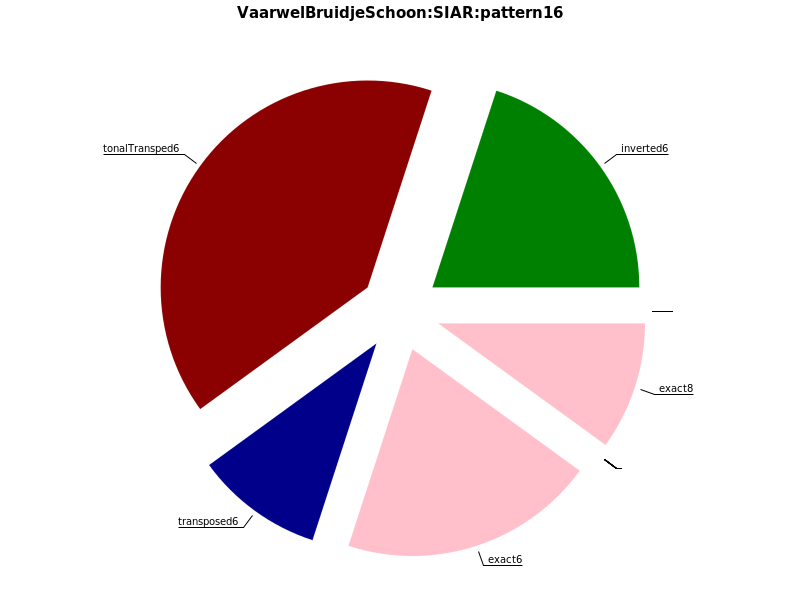 VaarwelBruidjeSchoon:SIAR:pattern16
tonalTransped6
inverted6
exact8
transposed6
exact6